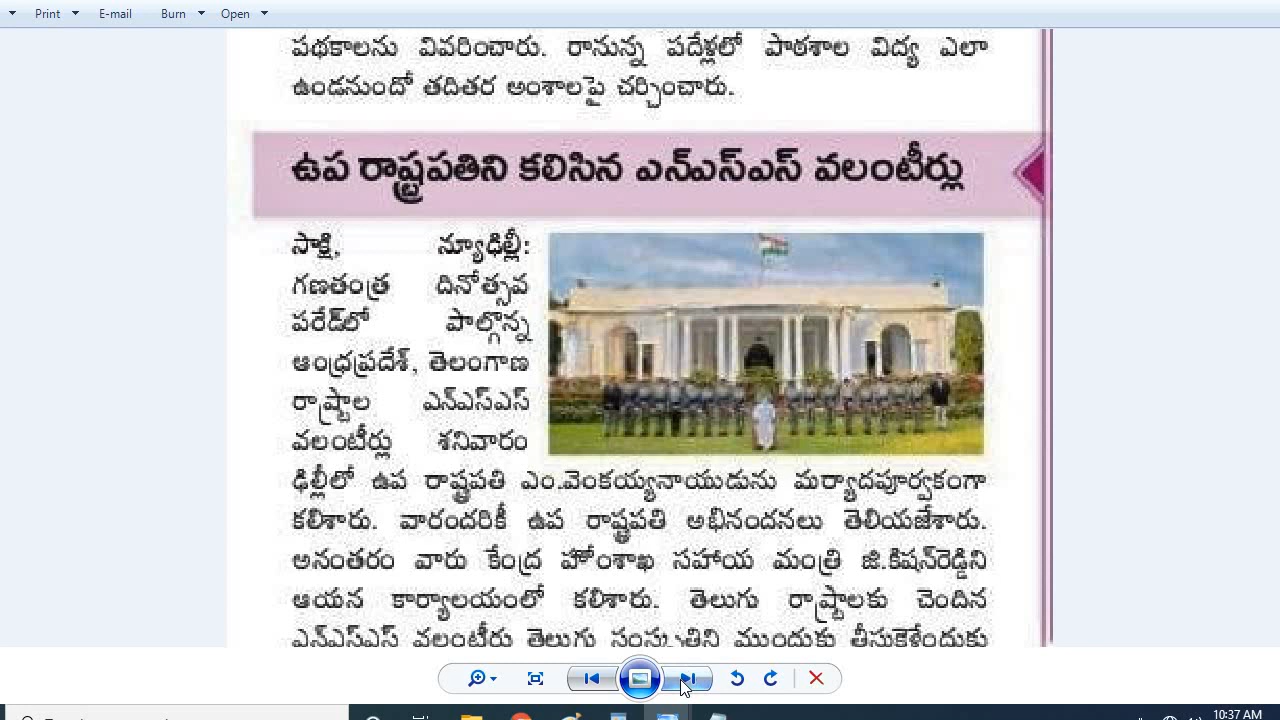 Print E-mail Burn Open
పథకాలను వివరించారు. రానున్న పదేళ్లలో పాఠశాల విద్య ఎలా
ఉండనుందో తదితర అంశాలపై చర్చించారు.
ఉప రాష్ట్రపతిని కలిసిన ఎన్ఎస్ఎస్ వలంటీర్లు
సాక్షి, న్యూఢిల్లీ:
గణతంత్ర దినోత్సవ
పరేడ్‌లో పాల్గొన్న
ఆంధ్రప్రదేశ్, తెలంగాణ
రాష్ట్రాల ఎన్ఎస్ఎస్
వలంటీర్లు శనివారం
ఢిల్లీలో ఉప రాష్ట్రపతి ఎం.వెంకయ్యనాయుడును మర్యాదపూర్వకంగా
కలిశారు. వారందరికీ ఉప రాష్ట్రపతి అభినందనలు తెలియజేశారు.
అనంతరం వారు కేంద్ర హోంశాఖ సహాయ మంత్రి జి.కిషన్‌రెడ్డిని
ఆయన కార్యాలయంలో కలిశారు. తెలుగు రాష్ట్రాలకు చెందిన
ఎన్ఎస్ఎస్ వలంటీరు తెలుగు సంస్కృతిని ముందుకు తీసుకెళ్లేందుకు
10:37 AM